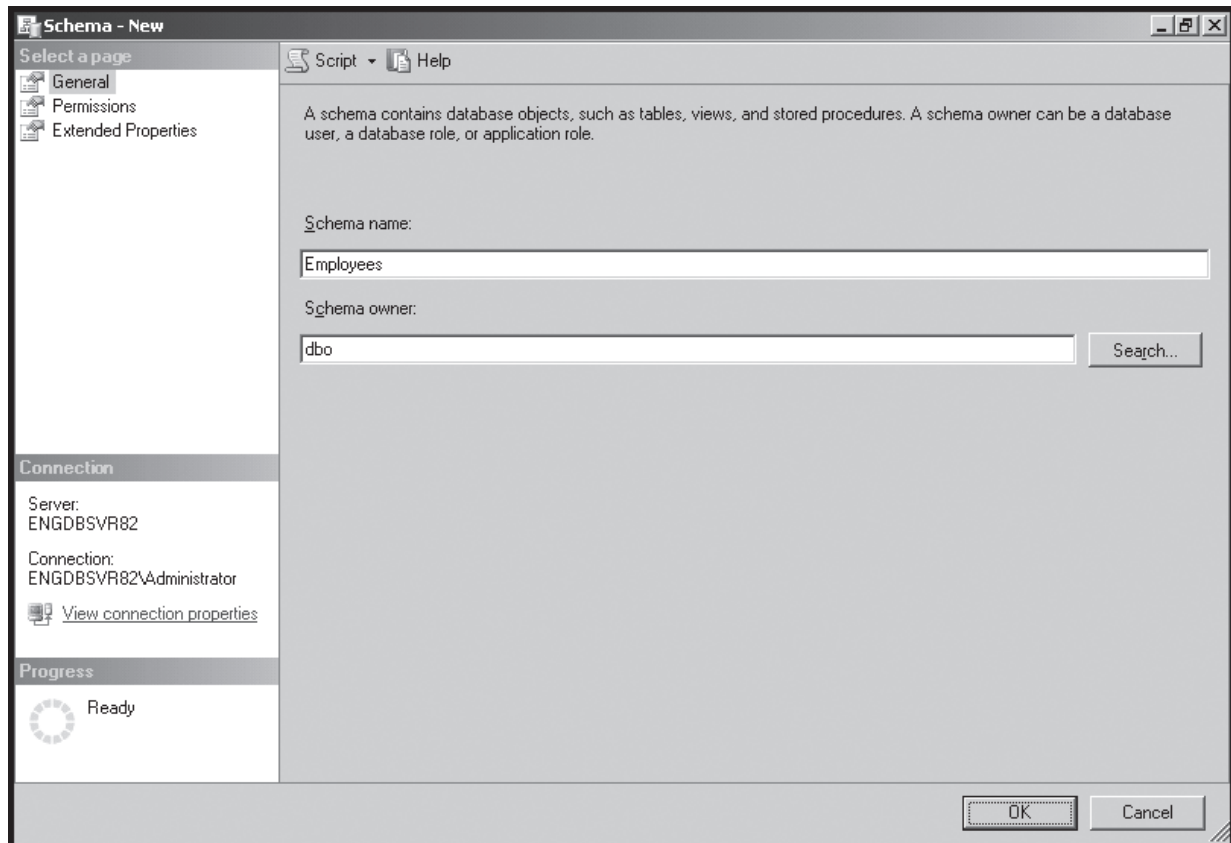 Schema - New
Select a page
General
Permissions
Extended Properties
Script
Help
A schema contains database objects, such as tables, views, and stored procedures. A schema owner can be a database
user, a database role, or application role.
Schema name:
Employees
Schema owner:
dbo
Search...
Connection
Server:
ENGDBSVR82
Connection:
ENGDBSVR82\Administrator
View connection properties
Progress
Ready
OK
Cancel